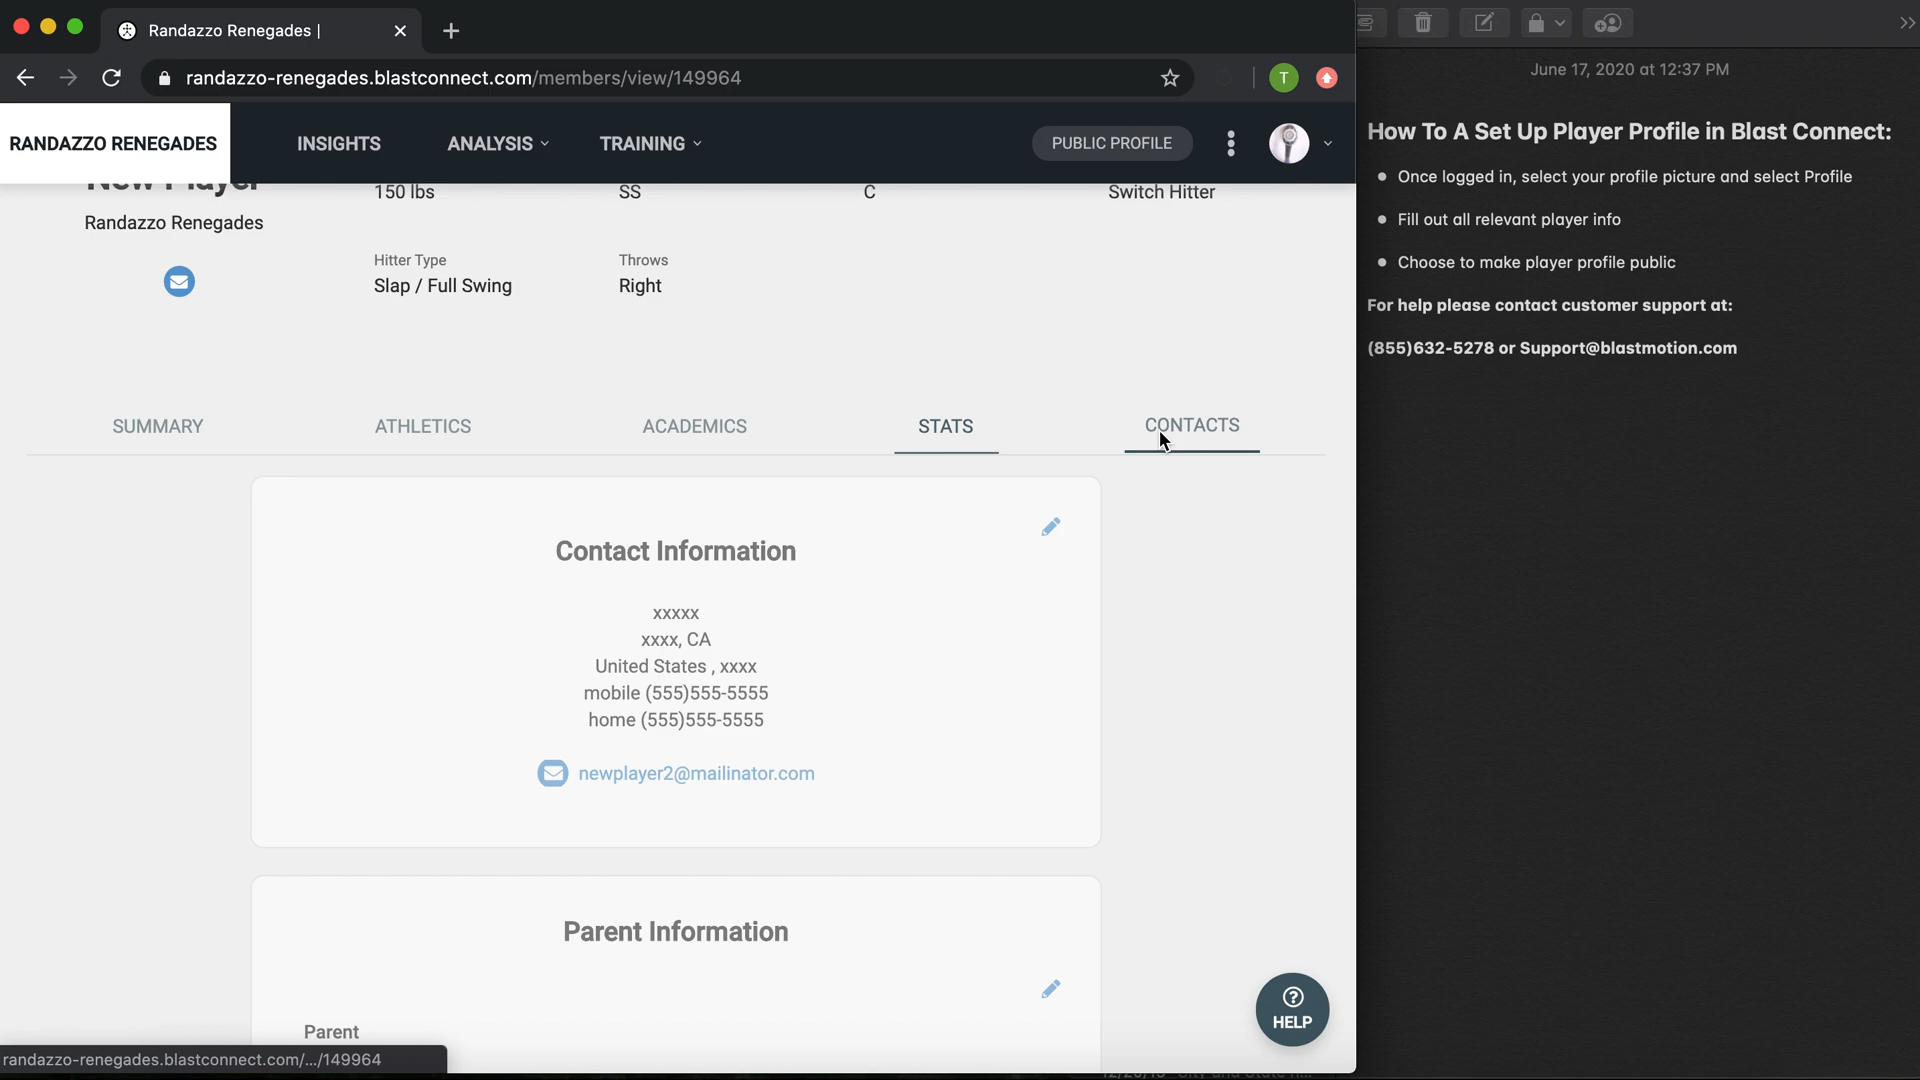 Randazzo Renegades |
randazzo-renegades.blastconnect.com/members/view/149964
T
RANDAZZO RENEGADES
INSIGHTS
ANALYSIS
TRAINING
PUBLIC PROFILE
New Player
150 lbs
SS
C
Switch Hitter
Randazzo Renegades
Hitter Type
Throws
Slap / Full Swing
Right
SUMMARY
ATHLETICS
ACADEMICS
STATS
CONTACTS
Contact Information
xxxxx
xxxx, CA
United States , xxxx
mobile (555)555-5555
home (555)555-5555
newplayer2@mailinator.com
Parent Information
Parent
HELP
randazzo-renegades.blastconnect.com/.../149964
June 17, 2020 at 12:37 PM
How To A Set Up Player Profile in Blast Connect:
• Once logged in, select your profile picture and select Profile
• Fill out all relevant player info
• Choose to make player profile public
For help please contact customer support at:
(855)632-5278 or Support@blastmotion.com